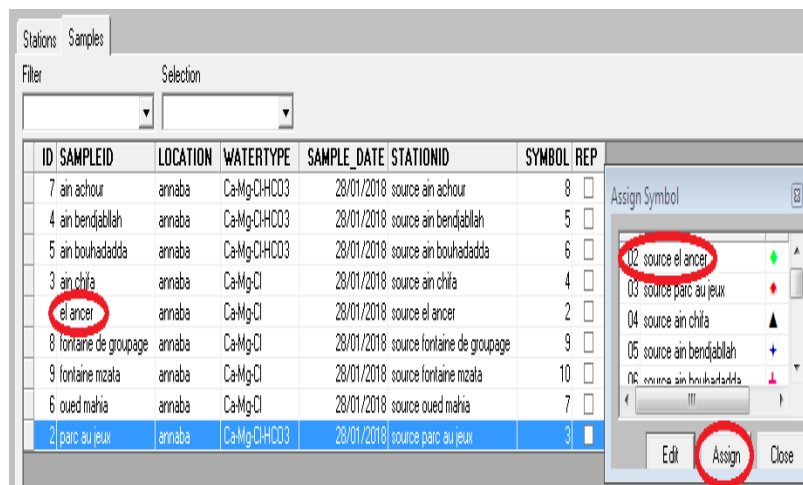 Stations Samples
Filter Selection
ID SAMPLEID LOCATION WATERTYPE SAMPLE_DATE STATIONID SYMBOL REP
7 ain achour annaba Ca-Mg-Cl-HCO3 28/01/2018 source ain achour 8
4 ain bendjabllah annaba Ca-Mg-Cl-HCO3 28/01/2018 source ain bendjabllah 5
5 ain bouhadadda annaba Ca-Mg-Cl-HCO3 28/01/2018 source ain bouhadadda 6
3 ain chifa annaba Ca-Mg-Cl 28/01/2018 source ain chifa 4
el ancer annaba Ca-Mg-Cl 28/01/2018 source el ancer 2
8 fontaine de groupage annaba Ca-Mg-Cl 28/01/2018 source fontaine de groupage 9
9 fontaine mzata annaba Ca-Mg-Cl 28/01/2018 source fontaine mzata 10
6 oued mahia annaba Ca-Mg-Cl 28/01/2018 source oued mahia 7
2 parc au jeux annaba Ca-Mg-Cl-HCO3 28/01/2018 source parc au jeux 3
Assign Symbol
02 source el ancer
03 source parc au jeux
04 source ain chifa
05 source ain bendjabllah
06 source ain bouhadadda
Edit Assign Close